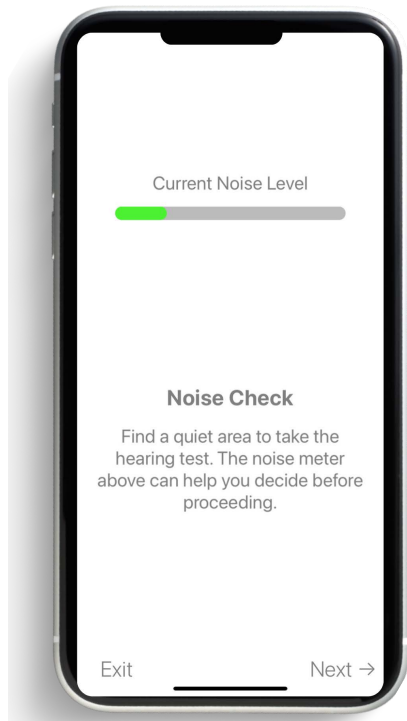 Current Noise Level
Noise Check
Find a quiet area to take the
hearing test. The noise meter
above can help you decide before
proceeding.
Exit
Next →